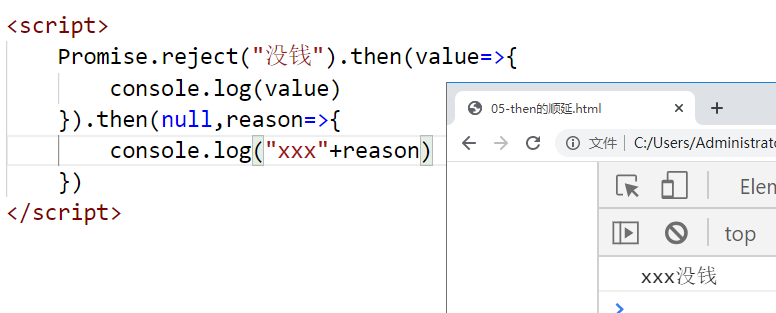 <script>
Promise.reject("没钱").then(value=>{
console.log(value)
}).then(null,reason=>{
console.log("xxx"+reason)
})
</script>
05-then的顺延.html
文件 | C:/Users/Administrato
Elem
top
xxx没钱